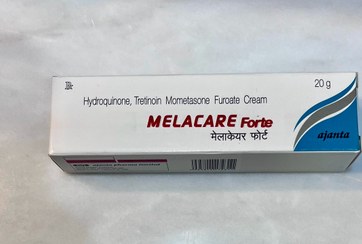 Hydroquinone, Tretinoin Mometasone Furoate Cream
20 g
MELACARE Forte
मेलाकेयर फोर्ट
ajanta